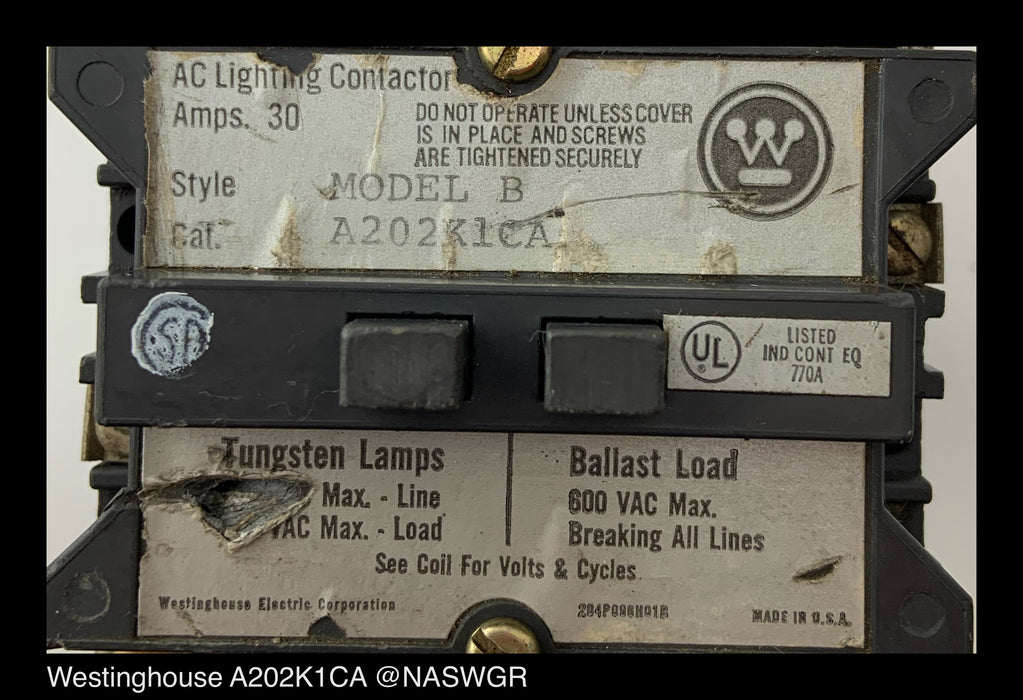 AC Lighting Contactor
Amps. 30
DO NOT OPERATE UNLESS COVER
IS IN PLACE AND SCREWS
ARE TIGHTENED SECURELY
W
Style MODEL B
Cat. A202K1CA
SA
UL
®
LISTED
IND CONT EQ
770A
Tungsten Lamps
Max. - Line
VAC Max. - Load
Ballast Load
600 VAC Max.
Breaking All Lines
See Coil For Volts & Cycles
Westinghouse Electric Corporation
MADE IN U.S.A.
Westinghouse A202K1CA @NASWGR